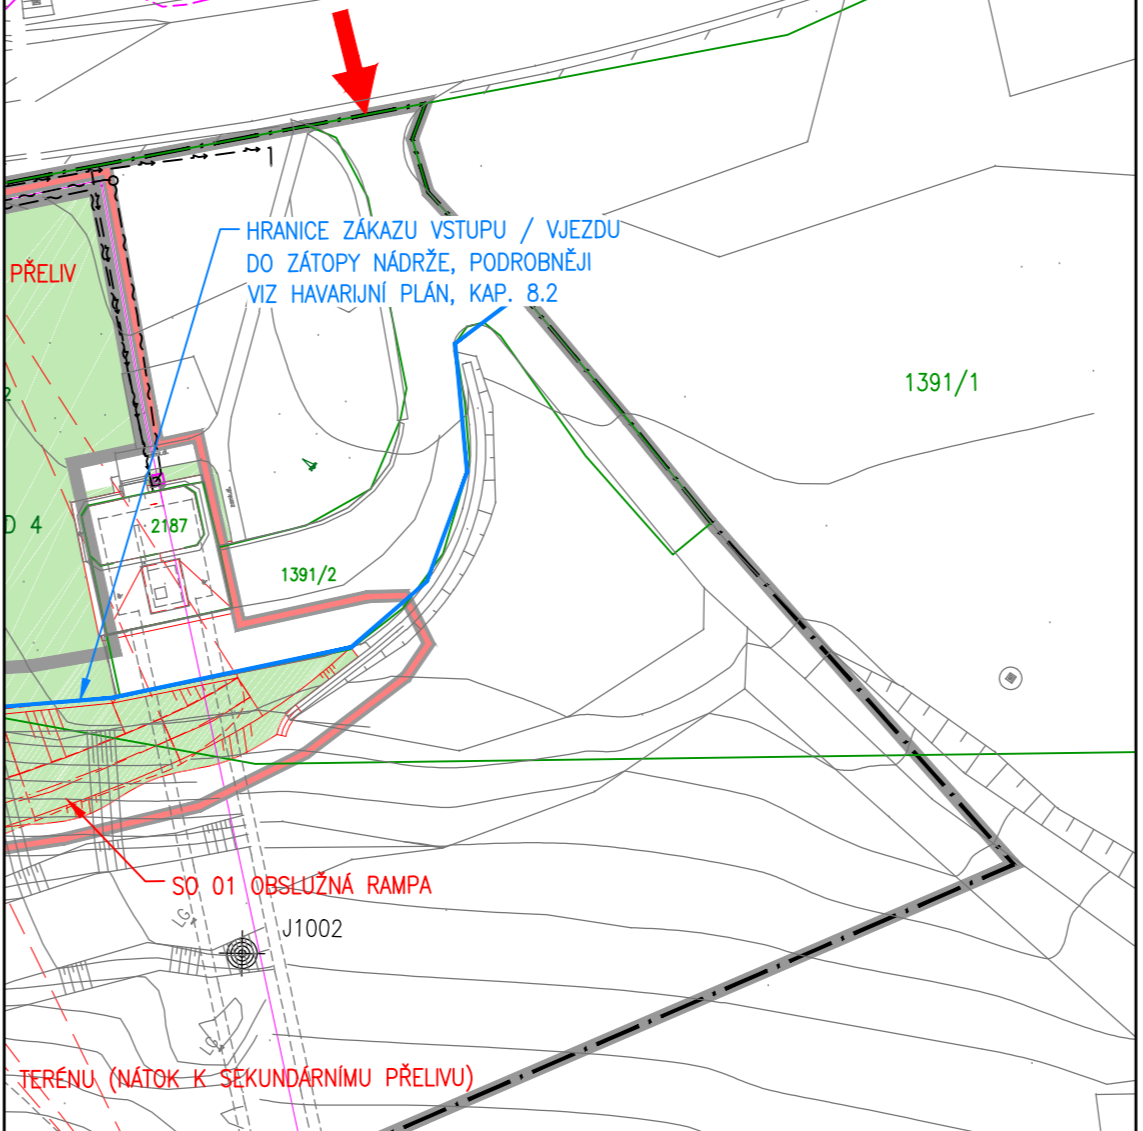 HRANICE ZÁKAZU VSTUPU / VJEZDU
DO ZÁTOPY NÁDRŽE, PODROBNĚJI
VIZ HAVARIJNÍ PLÁN, KAP. 8.2
PŘELIV
1391/1
4
2187
1391/2
SO 01 OBSLUŽNÁ RAMPA
J1002
TERÉNU (NÁTOK K SEKUNDÁRNÍMU PŘELIVU)